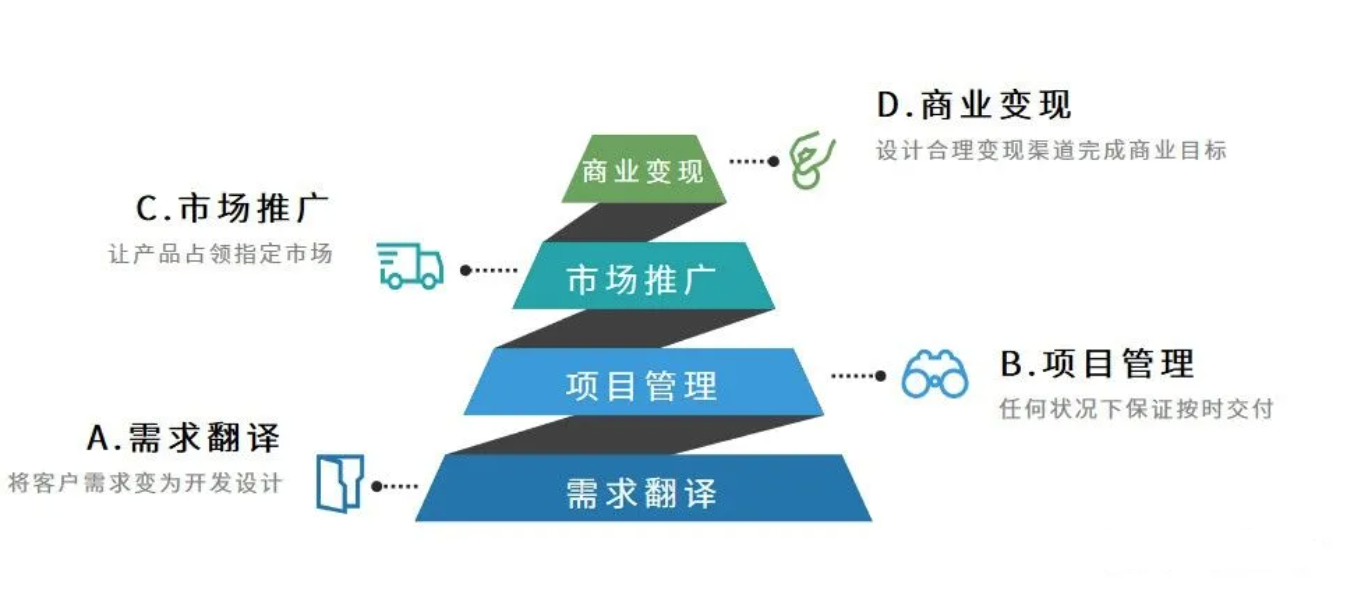 D.商业变现
设计合理变现渠道完成商业目标
商业变现
C.市场推广
让产品占领指定市场
市场推广
B.项目管理
任何状况下保证按时交付
项目管理
A.需求翻译
将客户需求变为开发设计
需求翻译